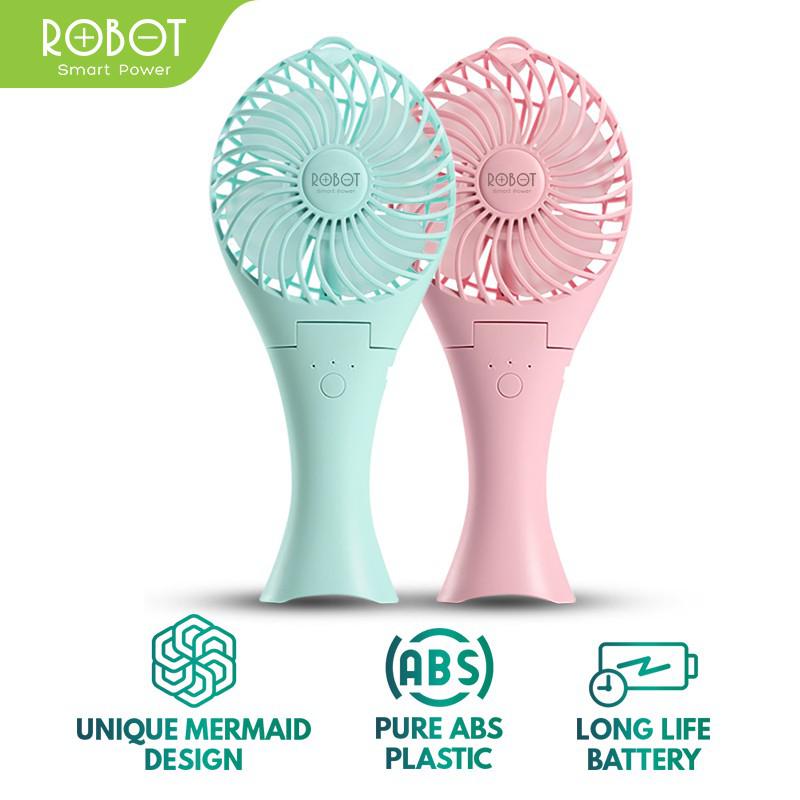 ROBOT
Smart Power
ROBOT
Smart Power
ROBOT
Smart Power
ABS
UNIQUE MERMAID
DESIGN
PURE ABS
PLASTIC
LONG LIFE
BATTERY